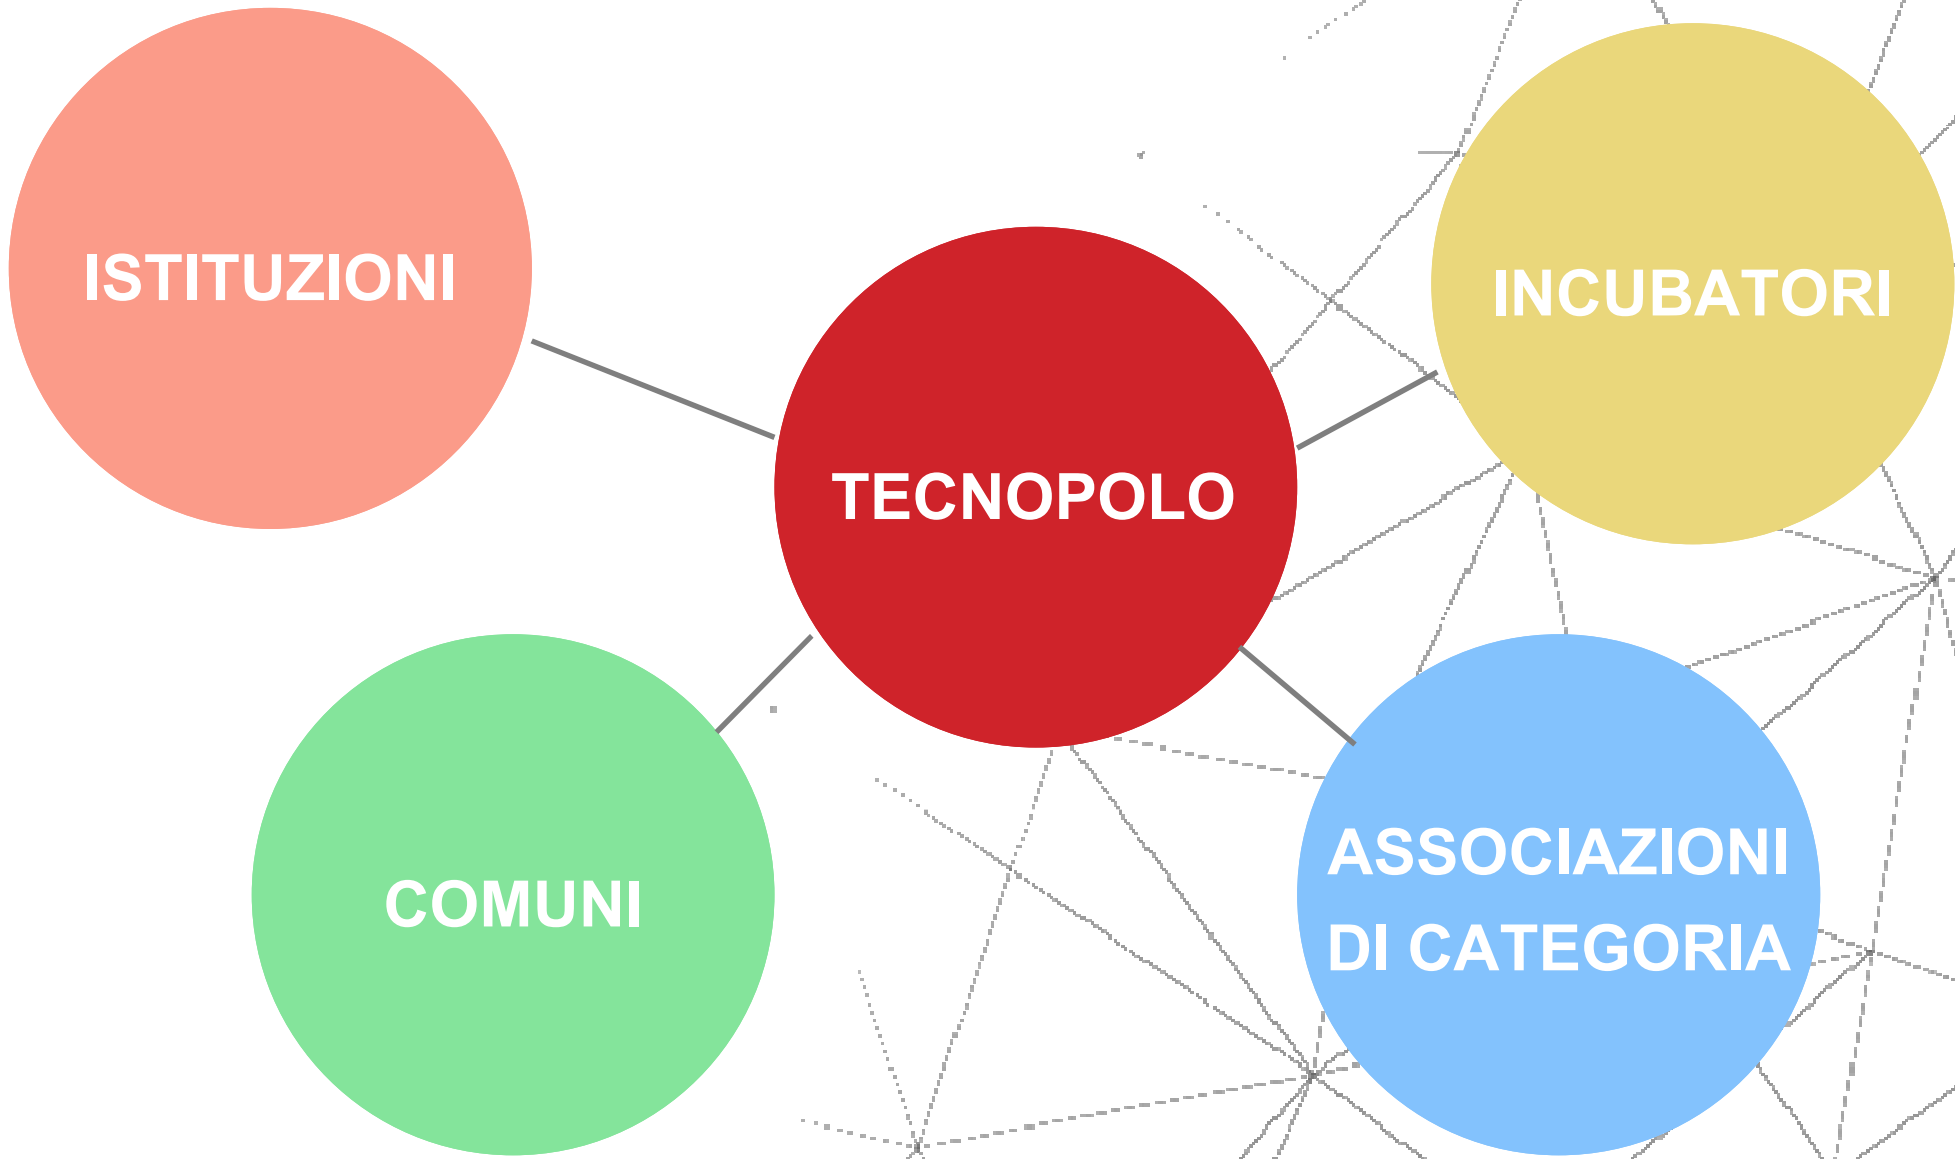 ISTITUZIONI
INCUBATORI
TECNOPOLO
COMUNI
ASSOCIAZIONI
DI CATEGORIA